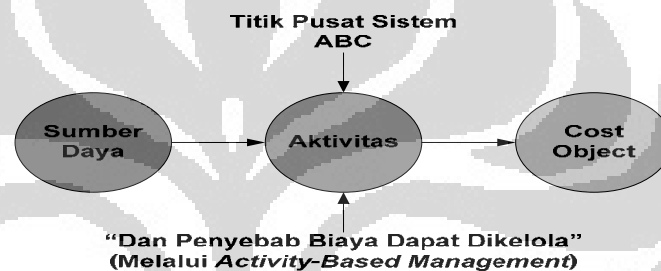 Titik Pusat Sistem
ABC
Sumber
Daya
Aktivitas
Cost
Object
“Dan Penyebab Biaya Dapat Dikelola”
(Melalui Activity-Based Management)